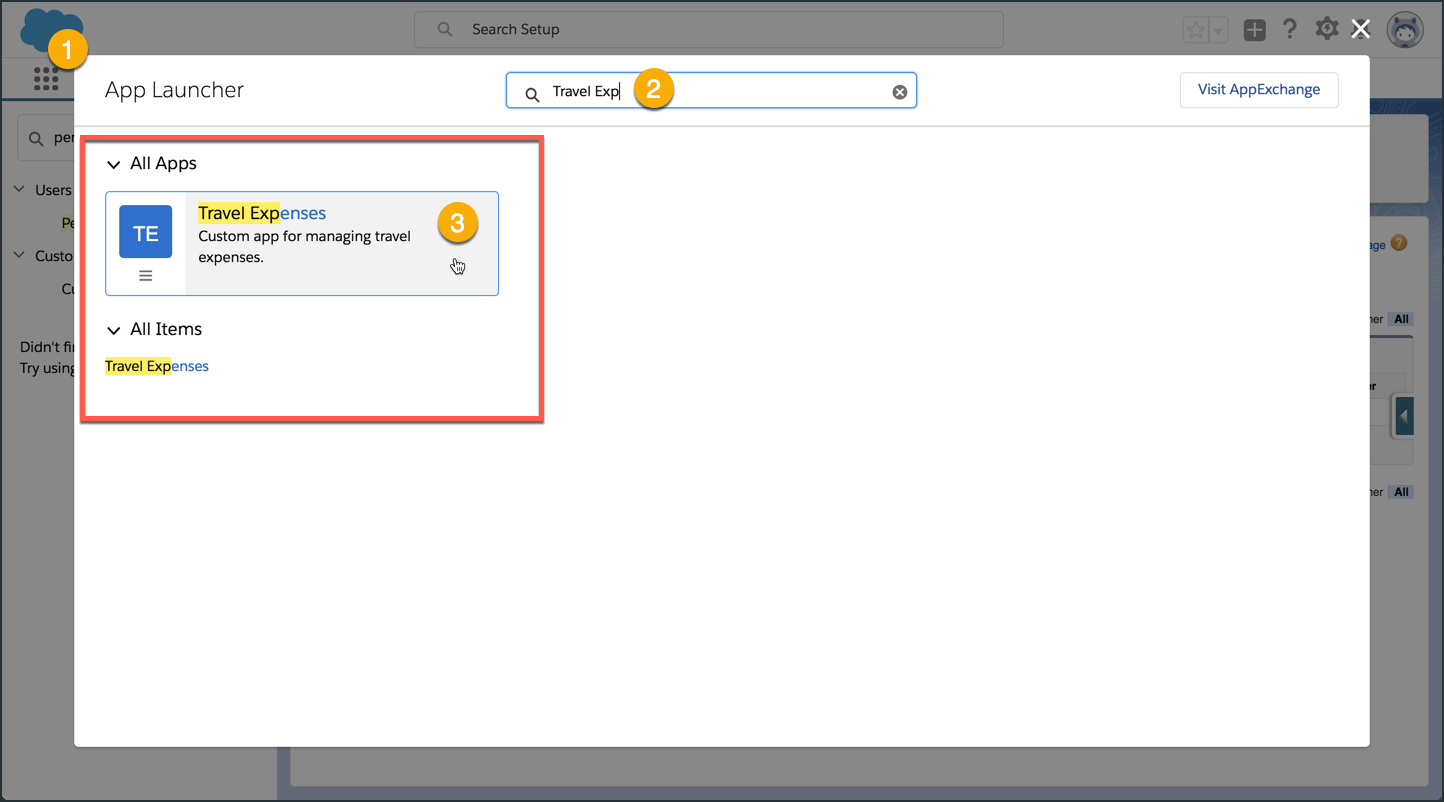 Search Setup
1
App Launcher
Travel Exp
2
Visit AppExchange
All Apps
TE
Travel Expenses
3
Custom app for managing travel
expenses.
All Items
Travel Expenses
per
Users
Pe
Custo
Cu
Didn't fi
Try using
age ?
her All
er
her All